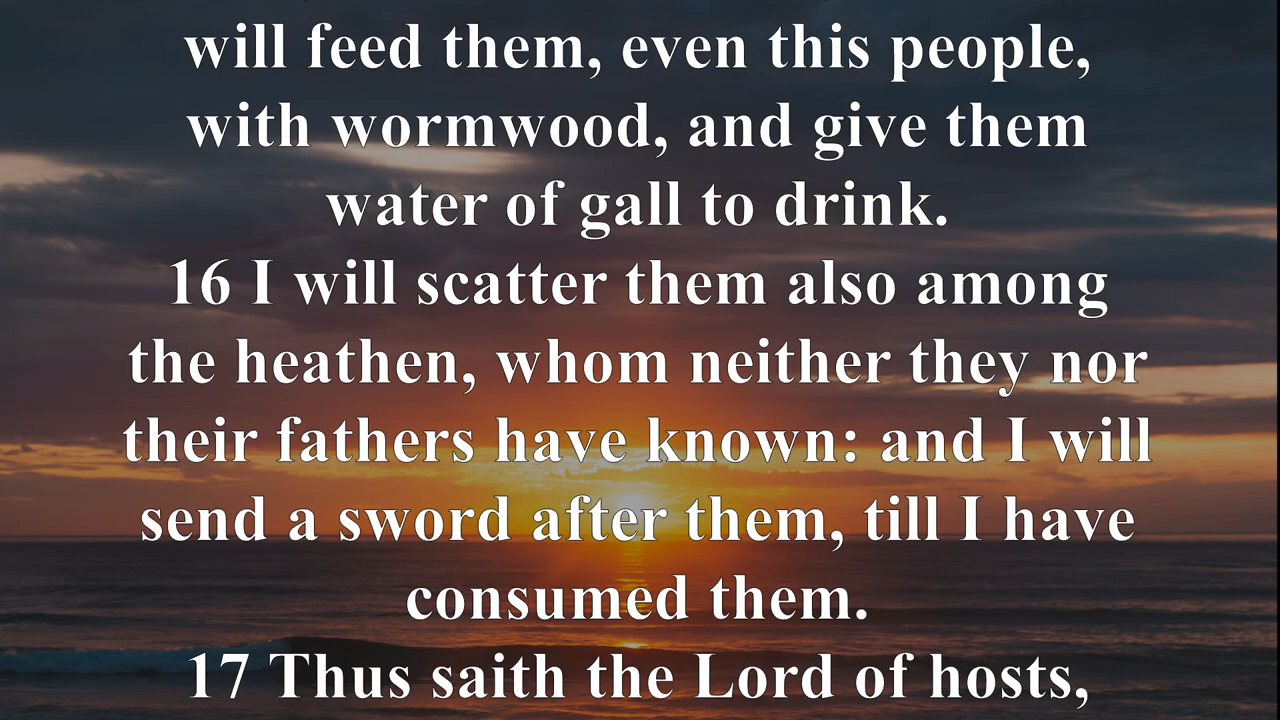 will feed them, even this people,
with wormwood, and give them
water of gall to drink.
16 I will scatter them also among
the heathen, whom neither they nor
their fathers have known: and I will
send a sword after them, till I have
consumed them.
17 Thus saith the Lord of hosts,